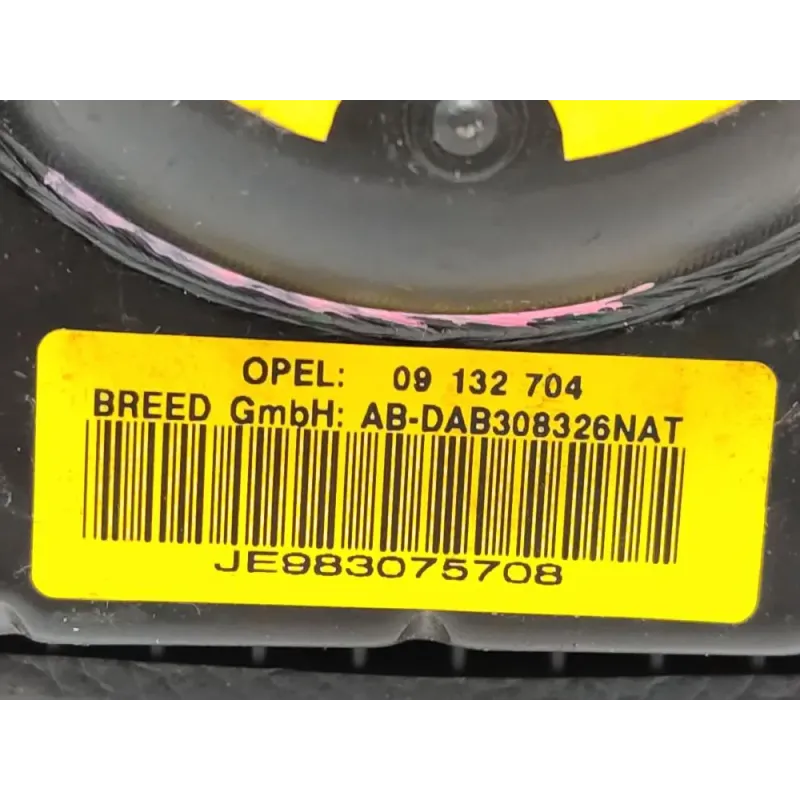 OPEL: 09 132 704
BREED GmbH: AB-DAB308326NAT
JE983075708